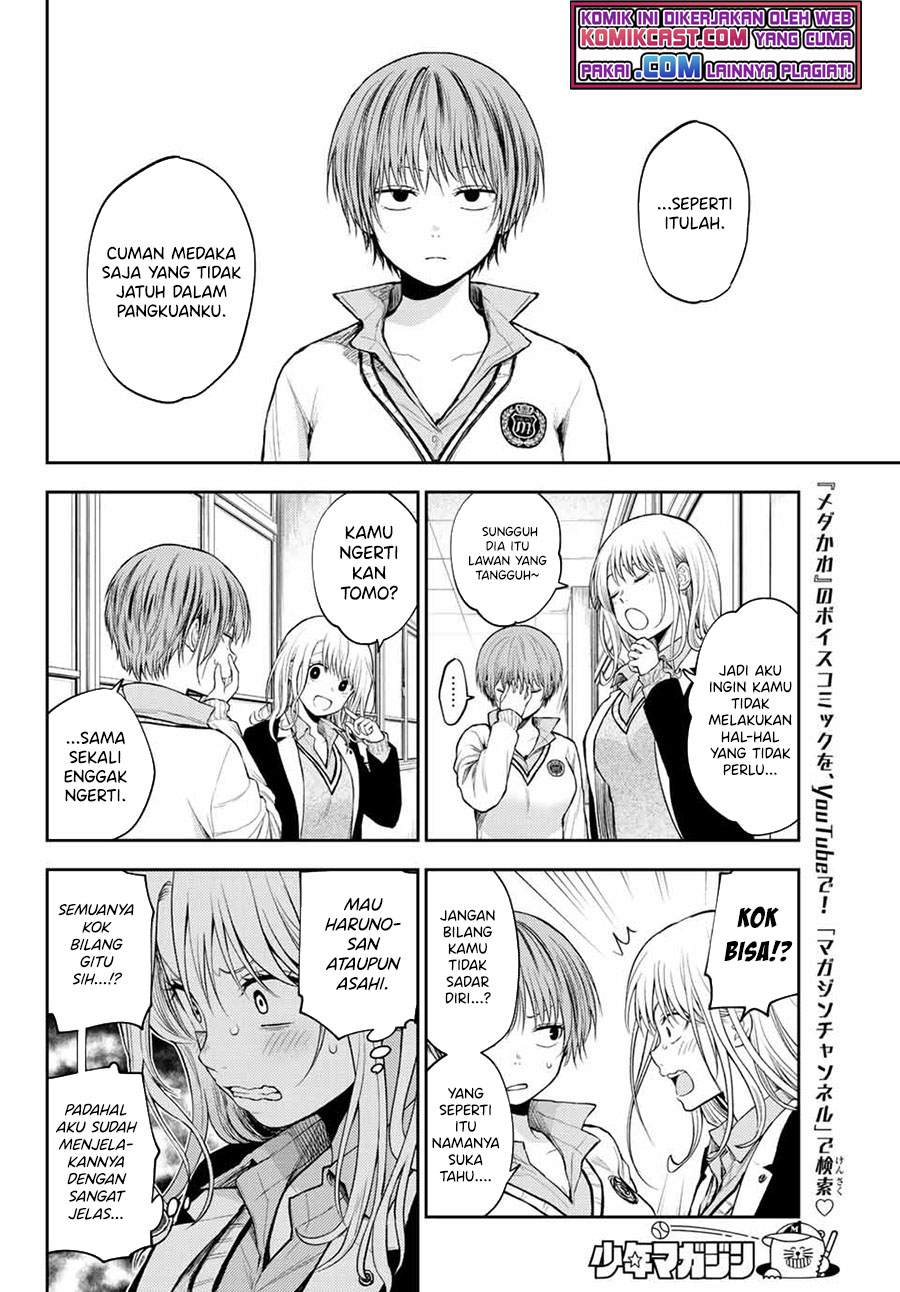 KOMIK INI DIKERJAKAN OLEH WEB
KOMIKCAST.COM YANG CUMA
PAKAI .COM LAINNYA PLAGIAT!
...SEPERTI
ITULAH.
CUMAN MEDAKA
SAJA YANG TIDAK
JATUH DALAM
PANGKUANKU.
SUNGGUH
DIA ITU
LAWAN YANG
TANGGUH~
JADI AKU
INGIN KAMU
TIDAK
MELAKUKAN
HAL-HAL
YANG TIDAK
PERLU...
......
KAMU
NGERTI
KAN
TOMO?
...SAMA
SEKALI
ENGGAK
NGERTI.
KOK
BISA!?
JANGAN
BILANG
KAMU
TIDAK
SADAR
DIRI...?
YANG
SEPERTI
ITU
NAMANYA
SUKA
TAHU....
MAU
HARUNO-
SAN
ATAUPUN
ASAHI.
SEMUANYA
KOK
BILANG
GITU
SIH...!?
PADAHAL
AKU SUDAH
MENJELA-
KANNYA
DENGAN
SANGAT
JELAS...
『メダかわ』のボイスコミックを、YouTubeで!「マガジンチャンネル」で検索♡
けんさく
少年マガジン
M
m